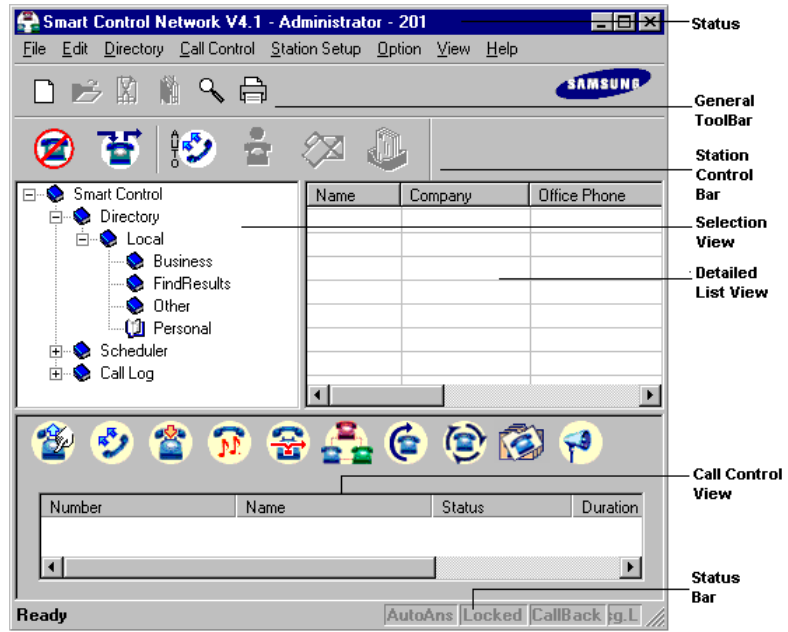 Smart Control Network V4.1 - Administrator - 201
Status
File Edit Directory Call Control Station Setup Option View Help
SAMSUNG
General
ToolBar
AUTO
Station
Control
Bar
Smart Control
Directory
Local
Business
FindResults
Other
Personal
Scheduler
Call Log
Name Company Office Phone
Selection
View
Detailed
List View
Call Control
View
Number Name Status Duration
Status
Bar
Ready AutoAns Locked CallBack g.L